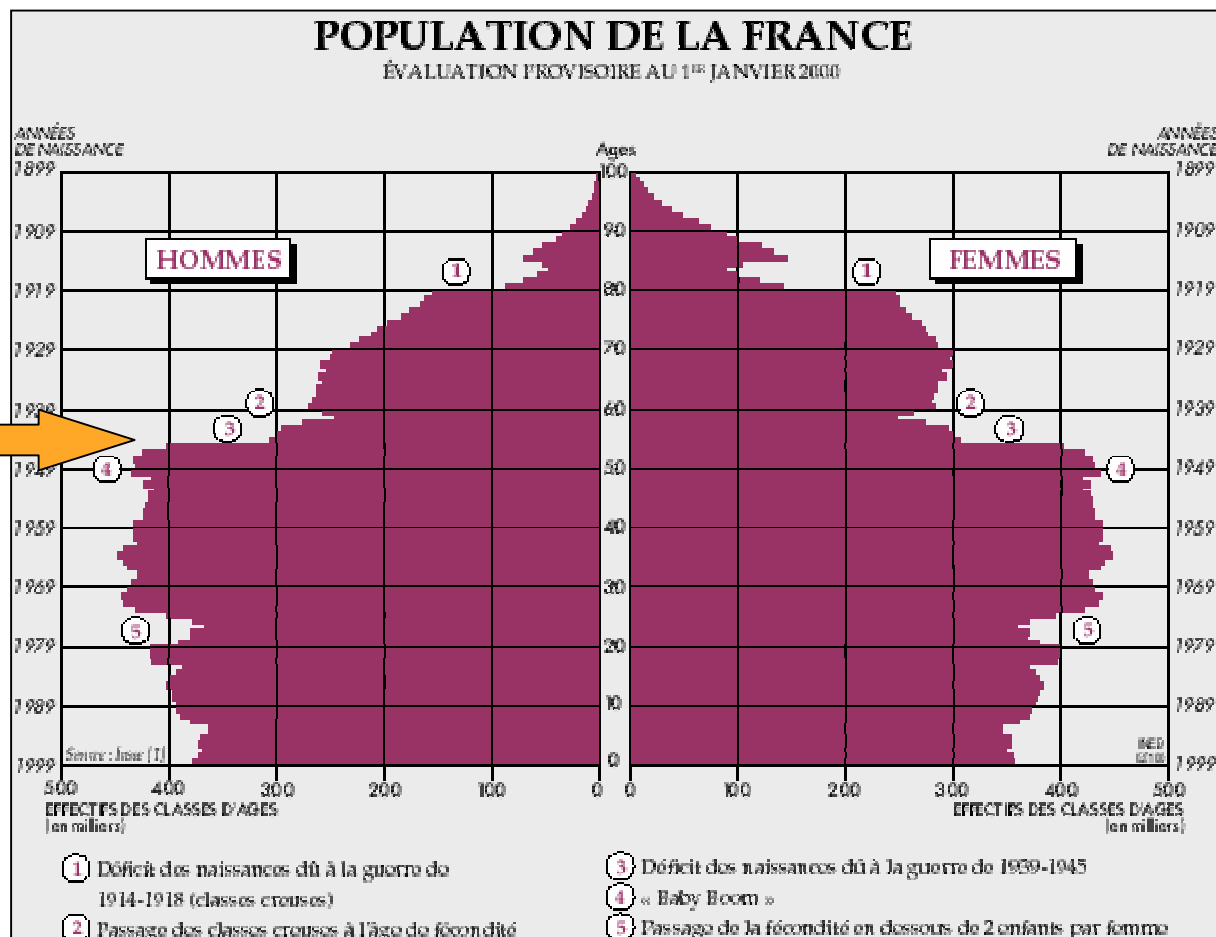 POPULATION DE LA FRANCE
ÉVALUATION PROVISOIRE AU 1ER JANVIER 2000
ANNÉES
DE NAISSANCE
Ages
ANNÉES
DE NAISSANCE
1899 100 1899
1909 90 1909
HOMMES FEMMES
1 1
1919 80 1919
1929 70 1929
2 2
1939 60 1939
3 3
4 4
1949 50 1949
1959 40 1959
1969 30 1969
5 5
1979 20 1979
1989 10 1989
Source : Insee (1)
1999 0 1999
500 400 300 200 100 0 0 100 200 300 400 500
EFFECTIFS DES CLASSES D'AGES
(en milliers)
EFFECTIFS DES CLASSES D'AGES
(en milliers)
1 Déficit des naissances dû à la guerre de
1914-1918 (classes creuses)
2 Passage des classes creuses à l'âge de fécondité
3 Déficit des naissances dû à la guerre de 1939-1945
4 « Baby Boom »
5 Passage de la fécondité en dessous de 2 enfants par femme